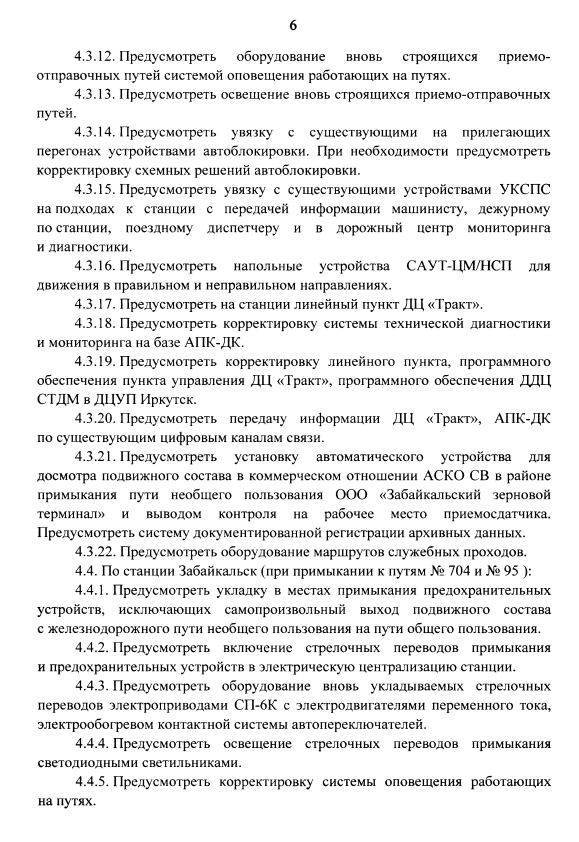 6
4.3.12. Предусмотреть оборудование вновь строящихся приемо-
отправочных путей системой оповещения работающих на путях.
4.3.13. Предусмотреть освещение вновь строящихся приемо-отправочных
путей.
4.3.14. Предусмотреть увязку с существующими на прилегающих
перегонах устройствами автоблокировки. При необходимости предусмотреть
корректировку схемных решений автоблокировки.
4.3.15. Предусмотреть увязку с существующими устройствами УКСПС
на подходах к станции с передачей информации машинисту, дежурному
по станции, поездному диспетчеру и в дорожный центр мониторинга
и диагностики.
4.3.16. Предусмотреть напольные устройства САУТ-ЦМ/НСП для
движения в правильном и неправильном направлениях.
4.3.17. Предусмотреть на станции линейный пункт ДЦ «Тракт».
4.3.18. Предусмотреть корректировку системы технической диагностики
и мониторинга на базе АПК-ДК.
4.3.19. Предусмотреть корректировку линейного пункта, программного
обеспечения пункта управления ДЦ «Тракт», программного обеспечения ДДЦ
СТДМ в ДЦУП Иркутск.
4.3.20. Предусмотреть передачу информации ДЦ «Тракт», АПК-ДК
по существующим цифровым каналам связи.
4.3.21. Предусмотреть установку автоматического устройства для
досмотра подвижного состава в коммерческом отношении АСКО СВ в районе
примыкания пути необщего пользования ООО «Забайкальский зерновой
терминал» и выводом контроля на рабочее место приемосдатчика.
Предусмотреть систему документированной регистрации архивных данных.
4.3.22. Предусмотреть оборудование маршрутов служебных проходов.
4.4. По станции Забайкальск (при примыкании к путям № 704 и № 95 ):
4.4.1. Предусмотреть укладку в местах примыкания предохранительных
устройств, исключающих самопроизвольный выход подвижного состава
с железнодорожного пути необщего пользования на пути общего пользования.
4.4.2. Предусмотреть включение стрелочных переводов примыкания
и предохранительных устройств в электрическую централизацию станции.
4.4.3. Предусмотреть оборудование вновь укладываемых стрелочных
переводов электроприводами СП-6К с электродвигателями переменного тока,
электрообогревом контактной системы автопереключателей.
4.4.4. Предусмотреть освещение стрелочных переводов примыкания
светодиодными светильниками.
4.4.5. Предусмотреть корректировку системы оповещения работающих
на путях.